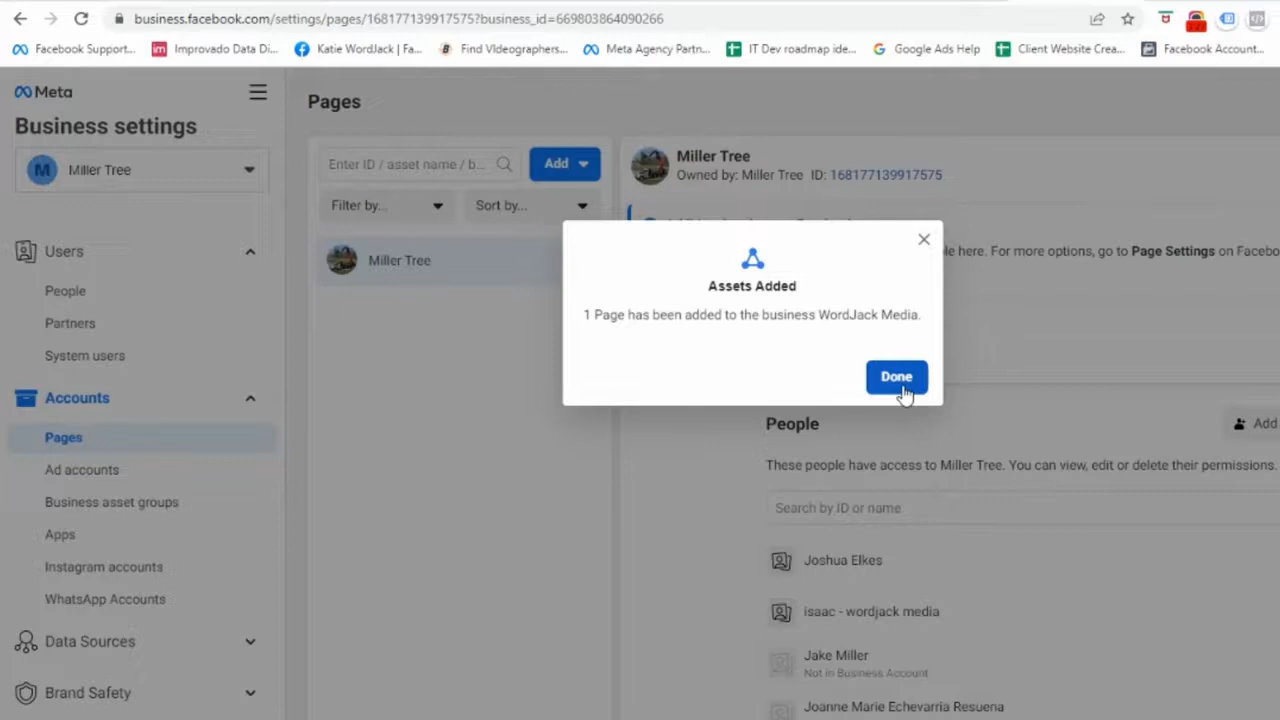 business.facebook.com/settings/pages/168177139917575?business_id=669803864090266
Facebook Support...
Improvado Data Di...
Katie WordJack | Fa...
Find VIdeographers...
Meta Agency Partn...
IT Dev roadmap ide...
Google Ads Help
Client Website Crea...
Facebook Account...
Meta
Business settings
M Miller Tree
Users
People
Partners
System users
Accounts
Pages
Ad accounts
Business asset groups
Apps
Instagram accounts
WhatsApp Accounts
Data Sources
Brand Safety
Pages
Enter ID / asset name / b...
Add
Filter by...
Sort by...
Miller Tree
Miller Tree
Owned by: Miller Tree ID: 168177139917575
le here. For more options, go to Page Settings on Facebo
Assets Added
1 Page has been added to the business WordJack Media.
Done
People
Add
These people have access to Miller Tree. You can view, edit or delete their permissions.
Search by ID or name
Joshua Elkes
isaac - wordjack media
Jake Miller
Not in Business Account
Joanne Marie Echevarria Resuena